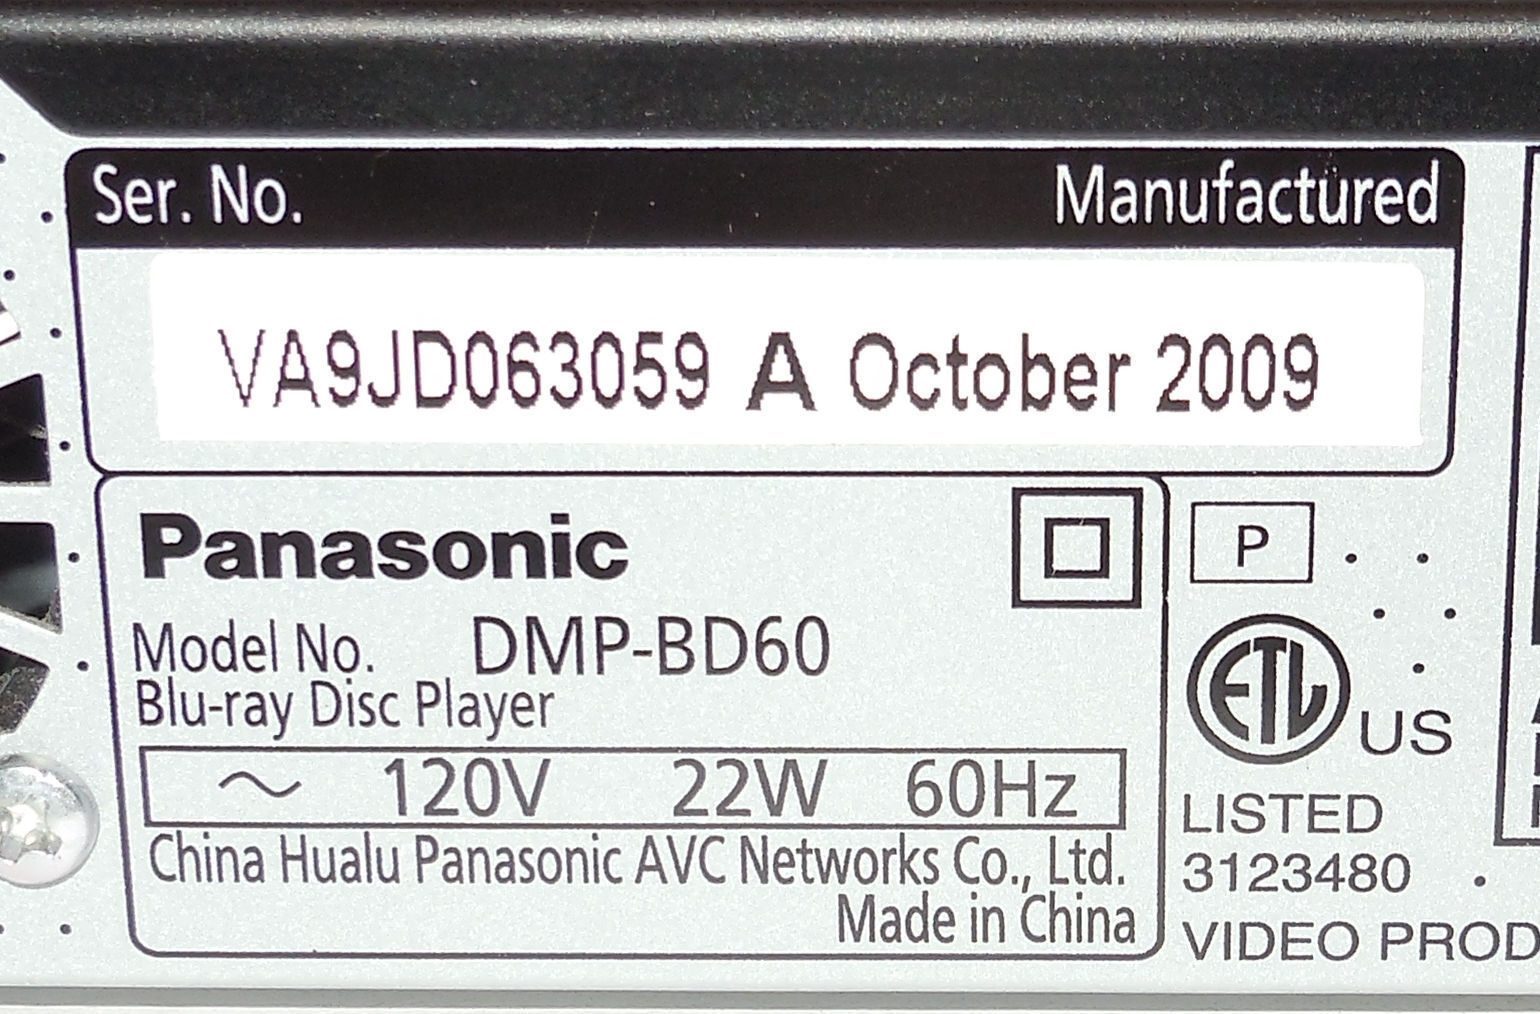 Ser. No. Manufactured
VA9JD063059 A October 2009
Panasonic
Model No. DMP-BD60
Blu-ray Disc Player
~ 120V 22W 60Hz
China Hualu Panasonic AVC Networks Co., Ltd.
Made in China
P
ETL US
LISTED
3123480
VIDEO PROD